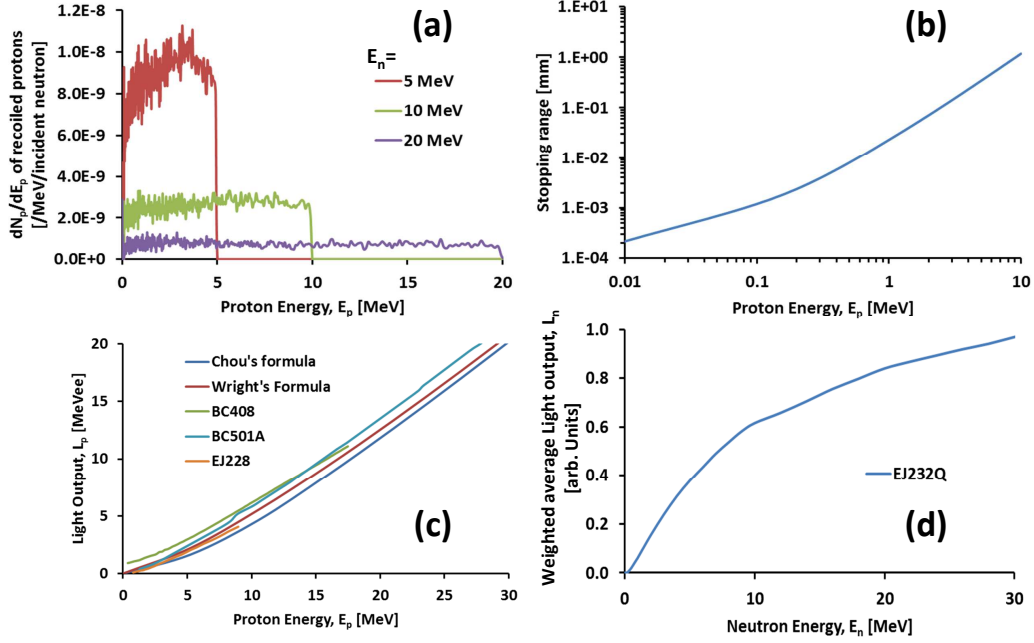 (a)
dN_p/dE_p of recoiled protons
[/MeV/incident neutron]
1.2E-8
1.0E-8
8.0E-9
6.0E-9
4.0E-9
2.0E-9
0.0E+0
E_n=
5 MeV
10 MeV
20 MeV
0 5 10 15 20
Proton Energy, E_p [MeV]
(b)
Stopping range [mm]
1.E+01
1.E+00
1.E-01
1.E-02
1.E-03
1.E-04
0.01 0.1 1 10
Proton Energy, E_p [MeV]
(c)
Light Output, L_p [MeVee]
20
15
10
5
0
Chou's formula
Wright's Formula
BC408
BC501A
EJ228
0 5 10 15 20 25 30
Proton Energy, E_p [MeV]
(d)
Weighted average Light output, L_n
[arb. Units]
1.0
0.8
0.6
0.4
0.2
0.0
EJ232Q
0 10 20 30
Neutron Energy, E_n [MeV]